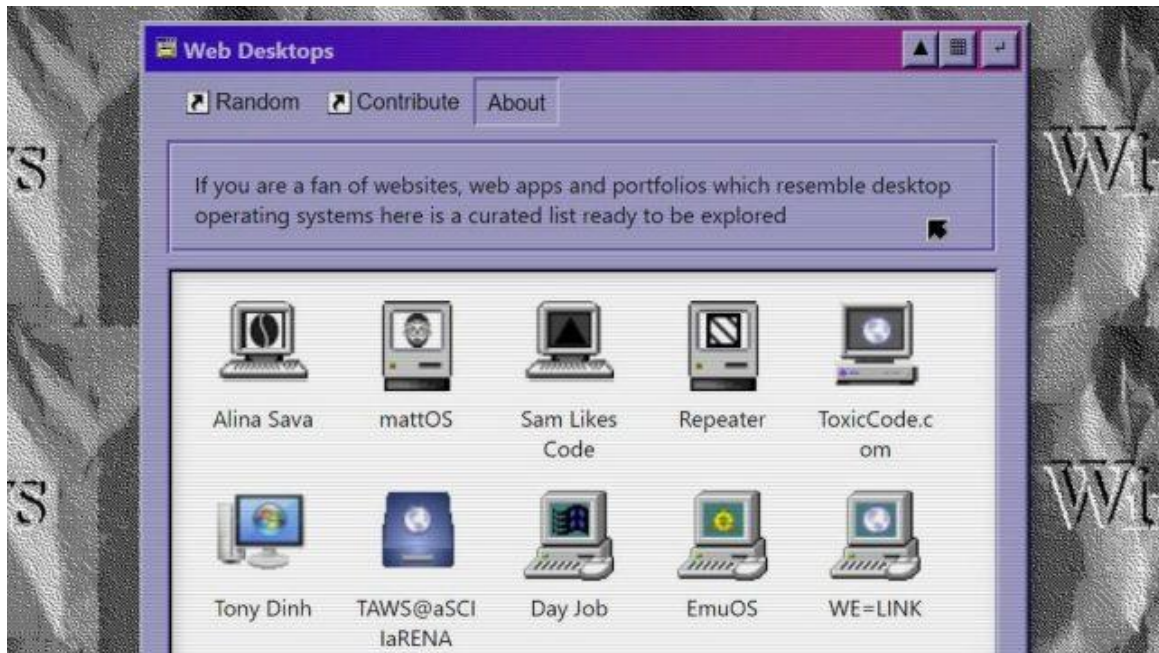 Web Desktops
Random Contribute About
If you are a fan of websites, web apps and portfolios which resemble desktop
operating systems here is a curated list ready to be explored
Alina Sava mattOS Sam Likes Repeater ToxicCode.c
Code om
Tony Dinh TAWS@aSCI Day Job EmuOS WE=LINK
IaRENA